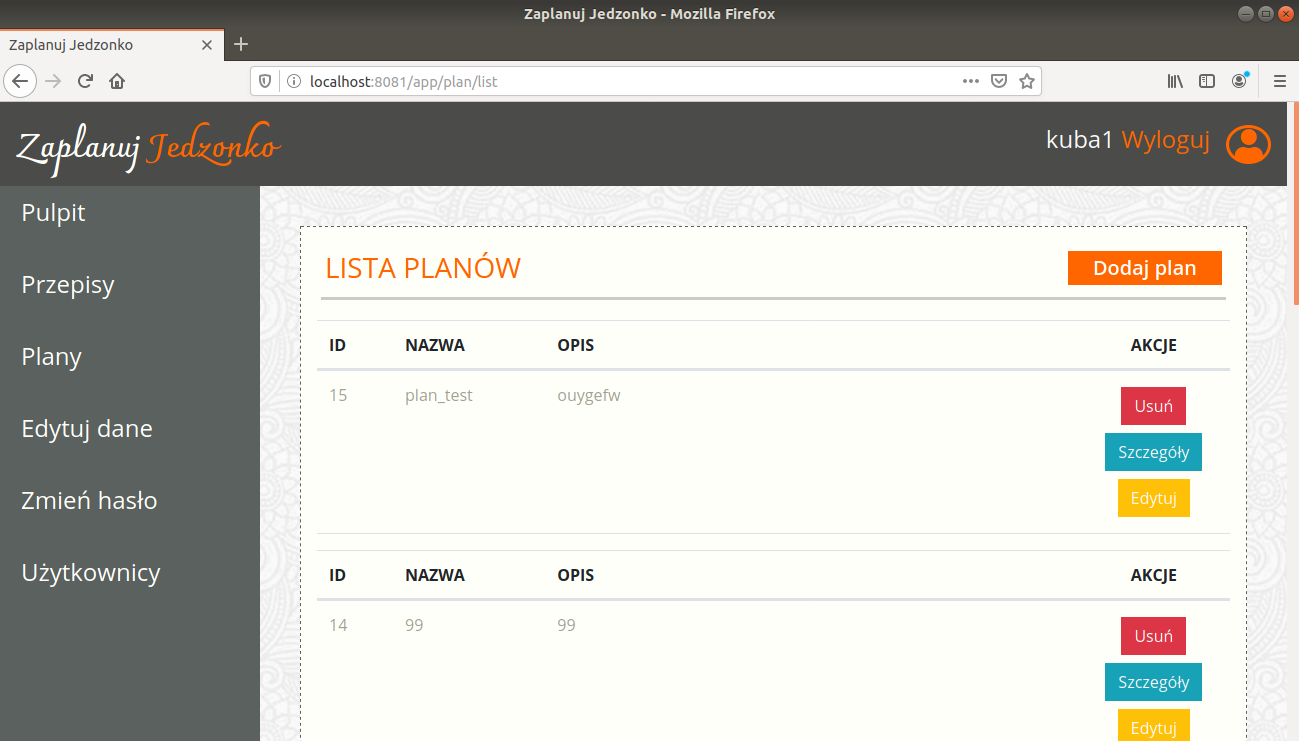 Zaplanuj Jedzonko - Mozilla Firefox
Zaplanuj Jedzonko
localhost:8081/app/plan/list
Zaplanuj Jedzonko
kuba1 Wyloguj
Pulpit
Przepisy
Plany
Edytuj dane
Zmień hasło
Użytkownicy
LISTA PLANÓW
Dodaj plan
ID NAZWA OPIS AKCJE
15 plan_test ouygefw
Usuń
Szczegóły
Edytuj
ID NAZWA OPIS AKCJE
14 99 99
Usuń
Szczegóły
Edytuj